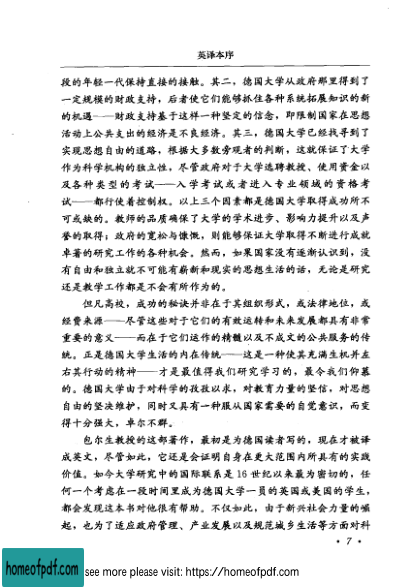 英译本序
段的年轻一代保持直接的接触。其二，德国大学从政府那里得到了
一定规模的财政支持，后者使它们能够抓住各种系统拓展知识的新
的机遇——财政支持基于这样一种坚定的信念，即限制国家在思想
活动上公共支出的经济是不良经济。其三，德国大学已经找寻到了
实现思想自由的道路，根据大多数旁观者的判断，这就保证了大学
作为科学机构的独立性，尽管政府对于大学选聘教授、使用资金以
及各种类型的考试——入学考试或者进入专业领域的资格考
试——都行使着控制权。以上三个因素都是德国大学取得成功所不
可或缺的。教师的品质确保了大学的学术进步、影响力提升以及声
誉的取得；政府的宽松与慷慨，则能够保证大学取得不断进行成就
卓著的研究工作的各种机会。然而，如果国家没有逐渐认识到，没
有自由和独立就不可能有崭新和现实的思想生活的话，无论是研究
还是教学工作都是不会有所作为的。
但凡高校，成功的秘诀并非在于其组织形式，或法律地位，或
经费来源——尽管这些对于它们的有效运转和未来发展都具有非常
重要的意义——而在于它们运作的精髓以及不成文的公共服务的传
统。正是德国大学生活的内在传统——这是一种使其充满生机并左
右其行动的精神——才是最值得我们研究学习的，最令我们仰慕
的。德国大学由于对科学的孜孜以求，对教育力量的坚信，对思想
自由的坚决维护，同时又具有一种服从国家需要的自觉意识，而变
得十分强大，卓尔不群。
包尔生教授的这部著作，最初是为德国读者写的，现在才被译
成英文，尽管如此，它还是会证明自身在更大范围内所具有的实践
价值。如今大学研究中的国际联系是 16 世纪以来最为密切的，任
何一个考虑在一段时间里成为德国大学一员的英国或美国的学生，
都会发现这本书对他很有帮助。不仅如此，由于新兴社会力量的崛
起，也为了适应政府管理、产业发展以及规范城乡生活等方面对科
· 7 ·
homeofpdf.com
see more please visit: https://homeofpdf.com